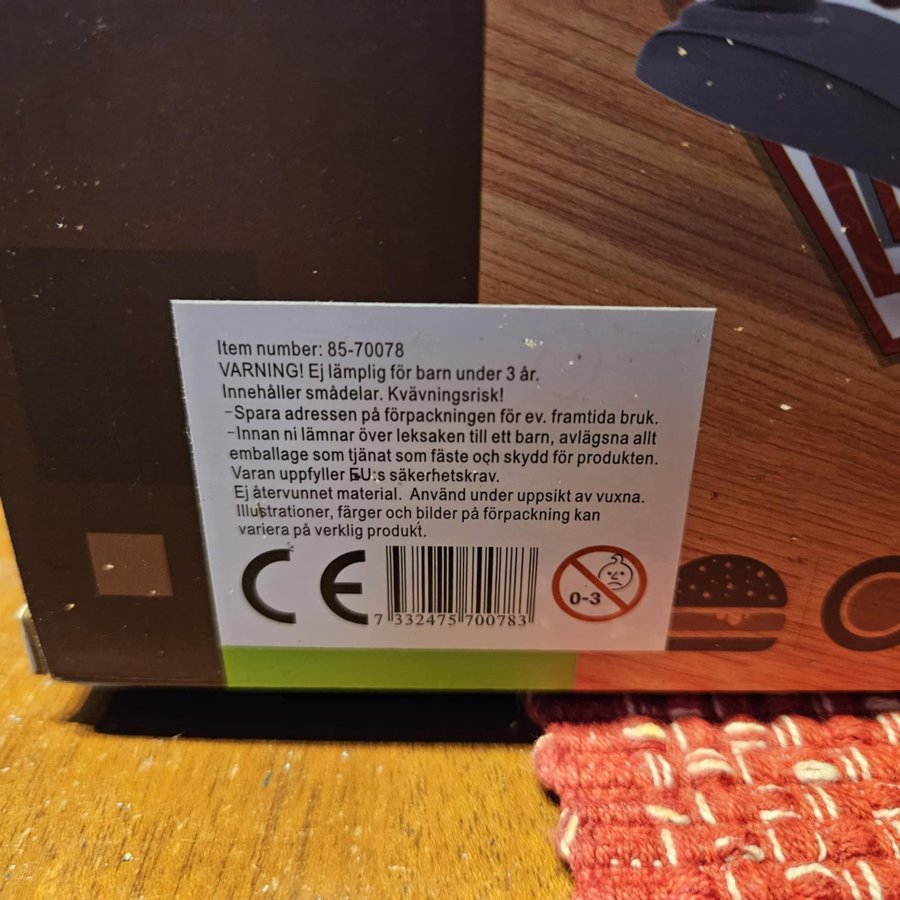 Item number: 85-70078
VARNING! Ej lämplig för barn under 3 år.
Innehåller smådelar. Kvävningsrisk!
-Spara adressen på förpackningen för ev. framtida bruk.
-Innan ni lämnar över leksaken till ett barn, avlägsna allt
emballage som tjänat som fäste och skydd för produkten.
Varan uppfyller EU:s säkerhetskrav.
Ej återvunnet material. Använd under uppsikt av vuxna.
Illustrationer, färger och bilder på förpackning kan
variera på verklig produkt.
CE
7 332475 700783
0-3